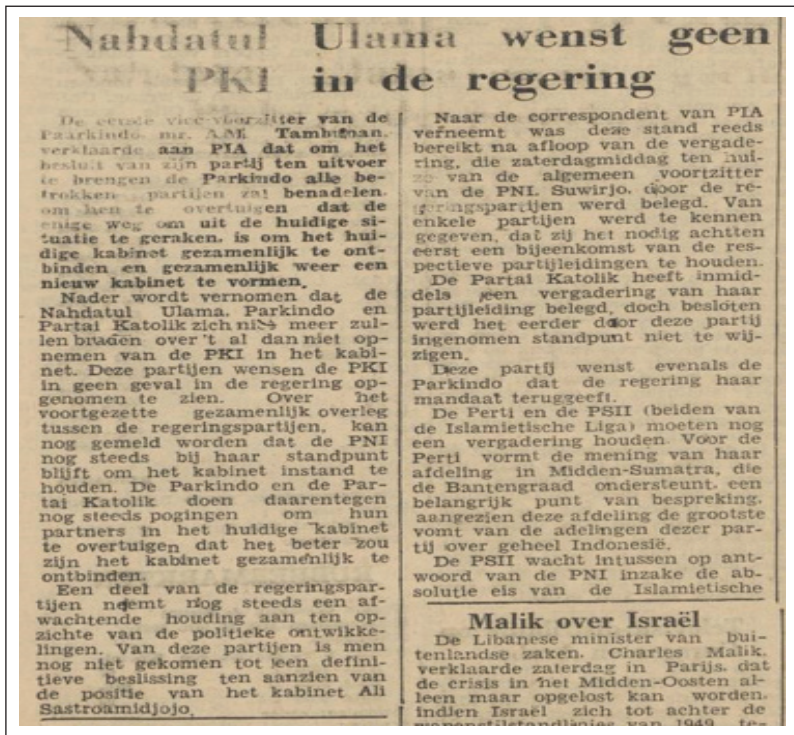 Nahdatul Ulama wenst geen
PKI in de regering
De eerste vice-voorzitter van de
Paarkindo, mr. A.M. Tambunan,
verklaarde aan PIA dat om het
besluit van zijn partij ten uitvoer
te brengen de Parkindo alle be-
trokken partijen zal benadelen,
om hen te overtuigen dat de
enige weg om uit de huidige si-
tuatie te geraken, is om het hui-
dige kabinet gezamenlijk te ont-
binden en gezamenlijk weer een
nieuw kabinet te vormen.
Nader wordt vernomen dat de
Nahdatul Ulama, Parkindo en
Partai Katolik zich niet meer zul-
len braden over 't al dan niet op-
nemen van de PKI in het kabi-
net. Deze partijen wensen de PKI
in geen geval in de regering op-
genomen te zien. Over het
voortgezette gezamenlijk overleg
tussen de regeringspartijen, kan
nog gemeld worden dat de PNI
nog steeds bij haar standpunt
blijft om het kabinet instand te
houden. De Parkindo en de Par-
tai Katolik doen daarentegen
nog steeds pogingen om hun
partners in het huidige kabinet
te overtuigen dat het beter zou
zijn het kabinet gezamenlijk te
ontbinden.
Een deel van de regeringspar-
tijen neemt nog steeds een af-
wachtende houding aan ten op-
zichte van de politieke ontwikke-
lingen. Van deze partijen is men
nog niet gekomen tot een defini-
tieve beslissing ten aanzien van
de positie van het kabinet Ali
Sastroamidjojo.
Naar de correspondent van PIA
verneemt was deze stand reeds
bereikt na afloop van de vergade-
ring, die zaterdagmiddag ten hui-
ze van de algemeen voortzitter
van de PNI, Suwirjo, door de re-
geringspartijen werd belegd. Van
enkele partijen werd te kennen
gegeven, dat zij het nodig achtten
eerst een bijeenkomst van de res-
pectieve partijleidingen te houden.
De Partai Katolik heeft inmid-
dels een vergadering van haar
partijleiding belegd, doch besloten
werd het eerder door deze partij
ingenomen standpunt niet te wij-
zigen.
Deze partij wenst evenals de
Parkindo dat de regering haar
mandaat teruggeeft.
De Perti en de PSII (beiden van
de Islamietische Liga) moeten nog
een vergadering houden. Voor de
Perti vormt de mening van haar
afdeling in Midden-Sumatra, die
de Bantengraad ondersteunt, een
belangrijk punt van bespreking,
aangezien deze afdeling de grootste
vomt van de adelingen dezer par-
tij over geheel Indonesië.
De PSII wacht intussen op ant-
woord van de PNI inzake de ab-
solutie eis van de Islamietische
Malik over Israël
De Libanese minister van bui-
tenlandse zaken, Charles Malik,
verklaarde zaterdag in Parijs, dat
de crisis in het Midden-Oosten al-
leen maar opgelost kan worden,
indien Israël zich tot achter de
van 1949 te-